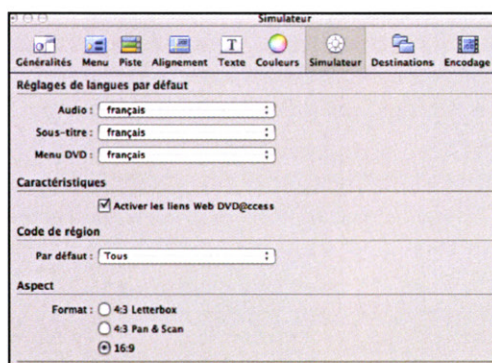 Simulateur
Généralités Menu Piste Alignement Texte Couleurs Simulateur Destinations Encodage
Réglages de langues par défaut
Audio : français
Sous-titre : français
Menu DVD : français
Caractéristiques
Activer les liens Web DVD@ccess
Code de région
Par défaut : Tous
Aspect
Format : 4:3 Letterbox
4:3 Pan & Scan
16:9